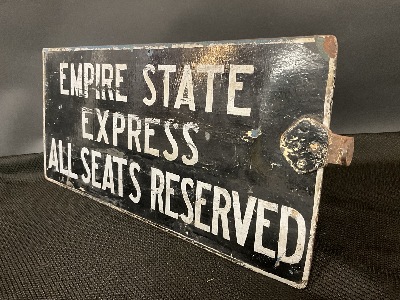 EMPIRE STATE
EXPRESS
ALL SEATS RESERVED